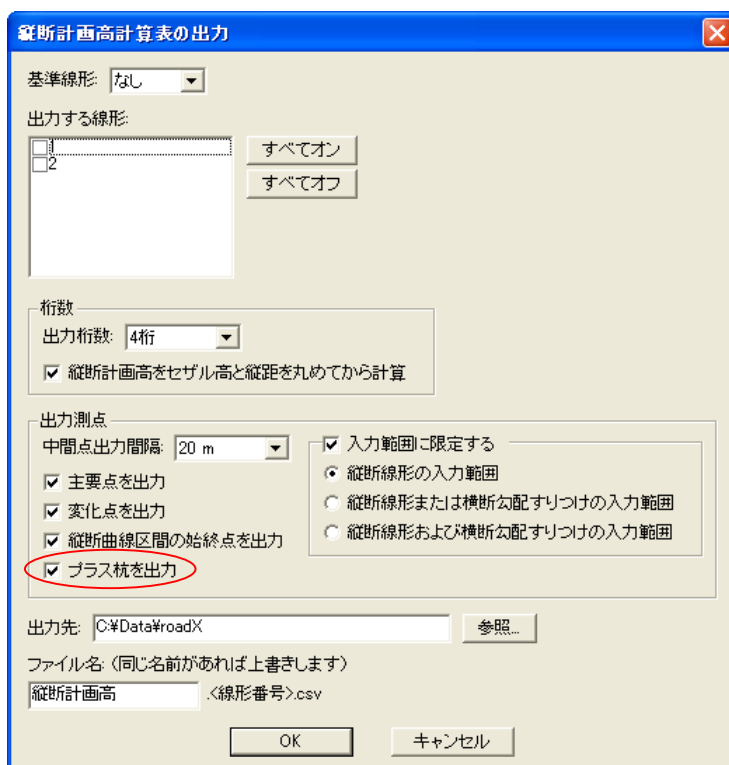 縦断計画高計算表の出力
基準線形: なし
出力する線形:
1
2
すべてオン
すべてオフ
桁数
出力桁数: 4桁
縦断計画高をセザル高と縦距を丸めてから計算
出力測点
中間点出力間隔: 20 m
主要点を出力
変化点を出力
縦断曲線区間の始終点を出力
プラス杭を出力
入力範囲に限定する
縦断線形の入力範囲
縦断線形または横断勾配すりつけの入力範囲
縦断線形および横断勾配すりつけの入力範囲
出力先: C:¥Data¥roadX
参照...
ファイル名: (同じ名前があれば上書きします)
縦断計画高 .<線形番号>.csv
OK
キャンセル